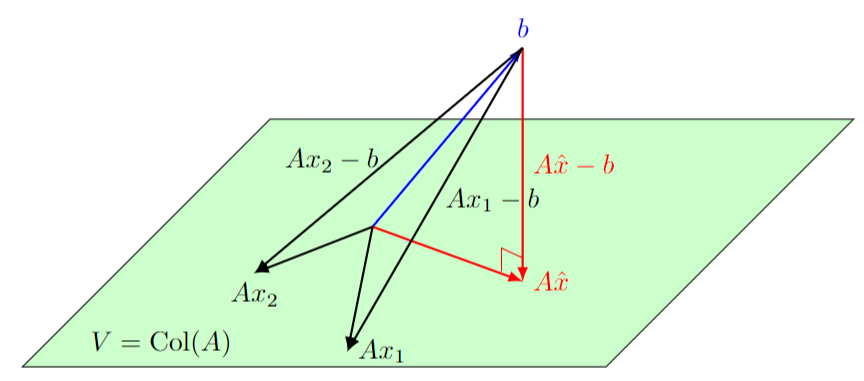 b
Ax₂ − b
Ax̂ − b
Ax₁ − b
Ax̂
Ax₂
V = Col(A)
Ax₁